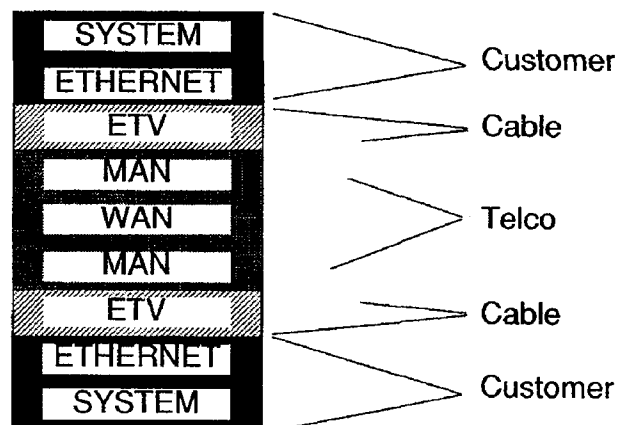 SYSTEM
ETHERNET
ETV
MAN
WAN
MAN
ETV
ETHERNET
SYSTEM
Customer
Cable
Telco
Cable
Customer